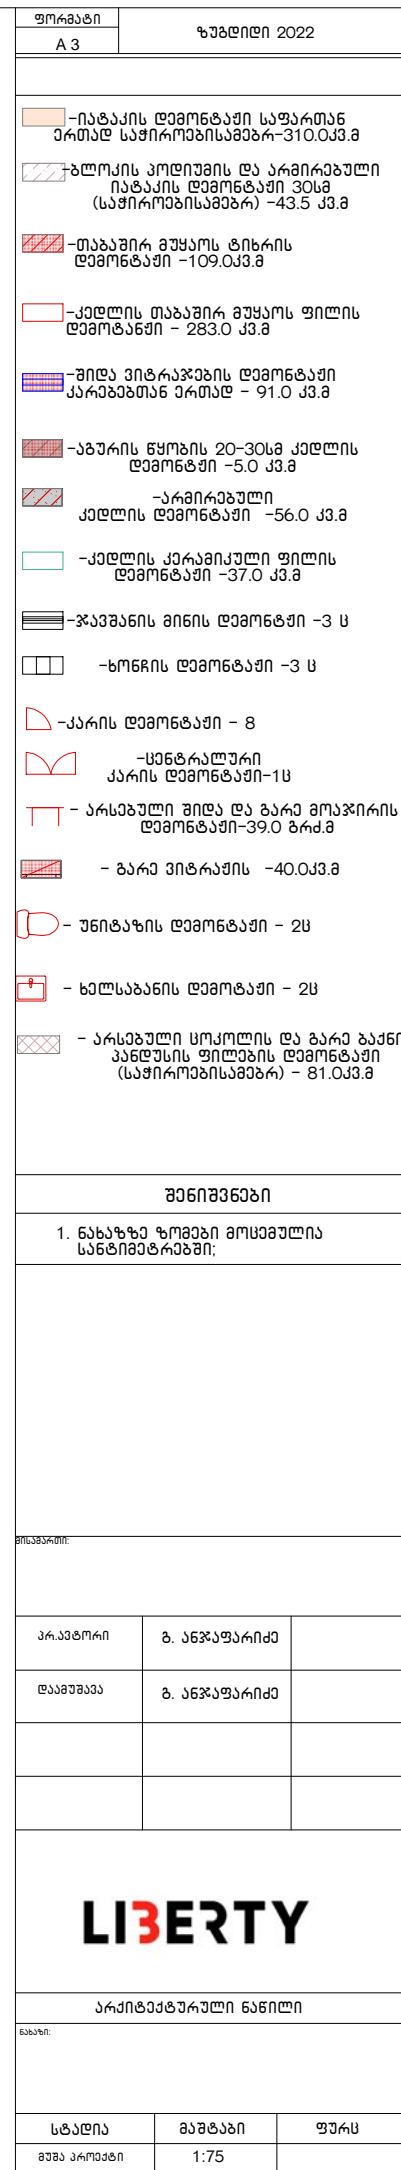 ფორმატი
A 3
ზუგდიდი 2022
-იატაკის დემონტაჟი საფართან
ერთად საჭიროებისამებრ-310.0კვ.მ
-ბლოკის პოდიუმის და არმირებული
იატაკის დემონტაჟი 30სმ
(საჭიროებისამებრ) -43.5 კვ.მ
-თაბაშირ მუყაოს ტიხრის
დემონტაჟი -109.0კვ.მ
-კედლის თაბაშირ მუყაოს ფილის
დემოტანჟი - 283.0 კვ.მ
-შიდა ვიტრაჯების დემონტაჟი
კარებებთან ერთად - 91.0 კვ.მ
-აგურის წყობის 20-30სმ კედლის
დემონტჟი -5.0 კვ.მ
-არმირებული
კედლის დემონტაჟი -56.0 კვ.მ
-კედლის კერამიკული ფილის
დემონტაჟი -37.0 კვ.მ
-ჯავშანის მინის დემონტჟი -3 ც
-ხონჩის დემონტაჟი -3 ც
-კარის დემონტაჟი - 8
-ცენტრალური
კარის დემონტაჟი-1ც
- არსებული შიდა და გარე მოაჯირის
დემონტაჟი-39.0 გრძ.მ
- გარე ვიტრაჟის -40.0კვ.მ
- უნიტაზის დემონტაჟი - 2ც
- ხელსაბანის დემოტაჟი - 2ც
- არსებული ცოკოლის და გარე ბაქნი
პანდუსის ფილების დემონტაჟი
(საჭიროებისამებრ) - 81.0კვ.მ
შენიშვნები
1. ნახაზზე ზომები მოცემულია
სანტიმეტრებში;
მისამართი:
პრ.ავტორი
გ. ანჯაფარიძე
დაამუშავა
გ. ანჯაფარიძე
LIBERTY
არქიტექტურული ნაწილი
ნახაზი:
სტადია
მაშტაბი
ფურც
მუშა პროექტი
1:75